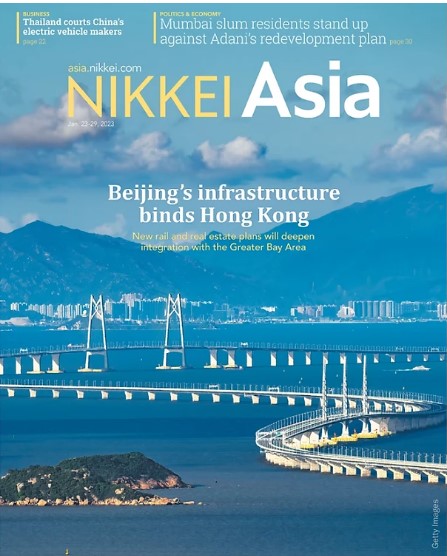 BUSINESS
Thailand courts China's
electric vehicle makers
page 22
POLITICS & ECONOMY
Mumbai slum residents stand up
against Adani's redevelopment plan page 30
asia.nikkei.com
NIKKEI Asia
Jan. 23-29, 2023
Beijing's infrastructure
binds Hong Kong
New rail and real estate plans will deepen
integration with the Greater Bay Area
Getty Images